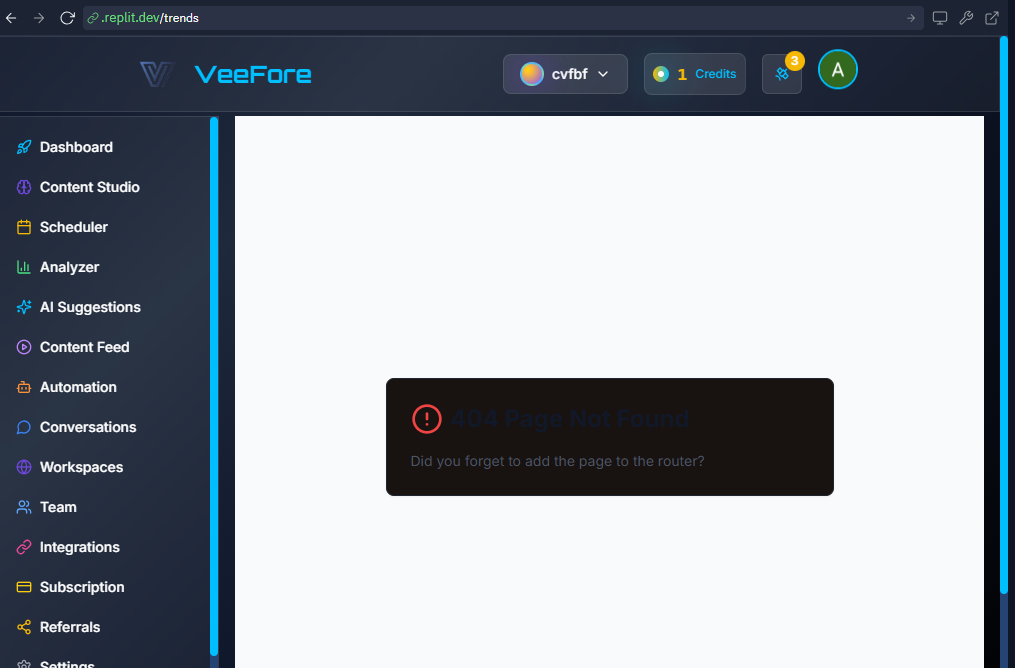 .replit.dev/trends
VeeFore
cvfbf
1 Credits
3
A
Dashboard
Content Studio
Scheduler
Analyzer
AI Suggestions
Content Feed
Automation
Conversations
Workspaces
Team
Integrations
Subscription
Referrals
Settings
404 Page Not Found
Did you forget to add the page to the router?